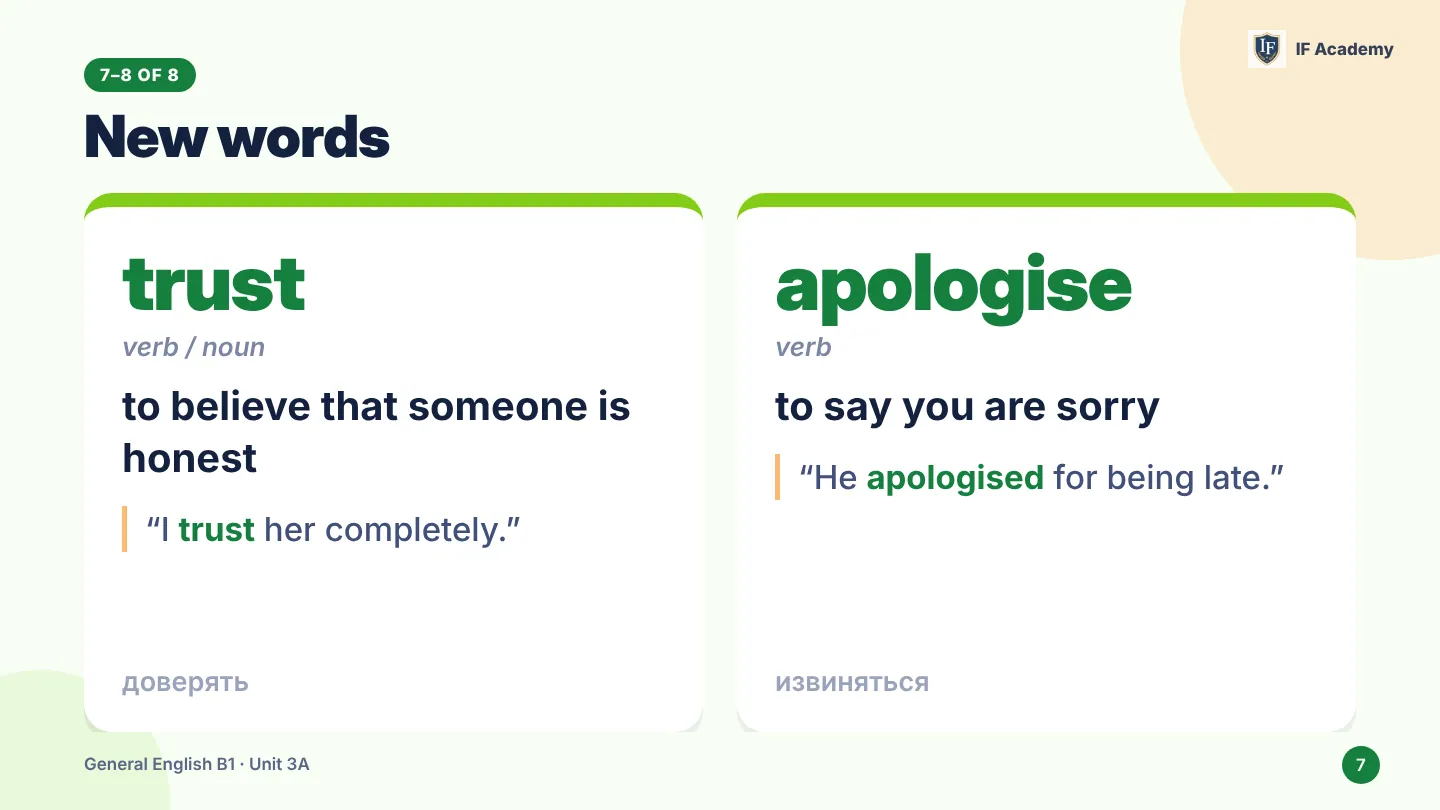 7–8 OF 8
IF
IF Academy
New words
trust
verb / noun
to believe that someone is
honest
“I trust her completely.”
доверять
apologise
verb
to say you are sorry
“He apologised for being late.”
извиняться
General English B1 · Unit 3A
7